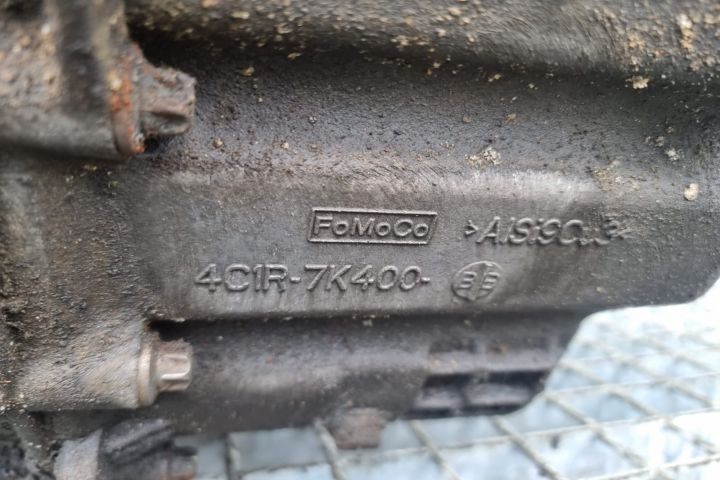 FoMoCo
>AlSi9Cu3<
4C1R-7K400-